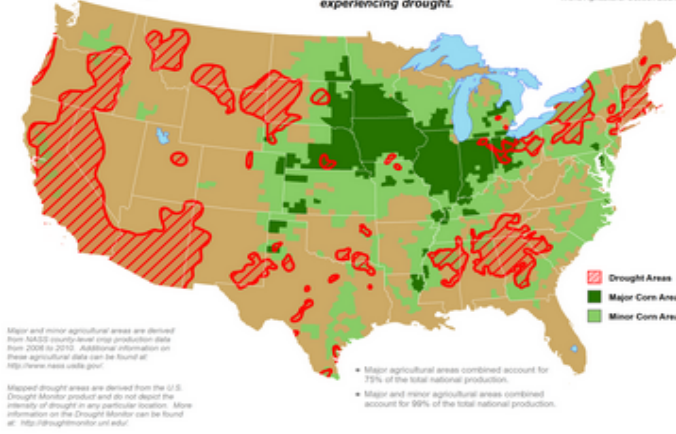 experiencing drought.
Drought Areas
Major Corn Area
Minor Corn Area
Major and minor agricultural areas are derived
from NASS county-level crop production data
from 2006 to 2010. Additional information on
these agricultural data can be found at:
http://www.nass.usda.gov/.
Mapped drought areas are derived from the U.S.
Drought Monitor product and do not depict the
intensity of drought in any particular location. More
information on the Drought Monitor can be found
at: http://droughtmonitor.unl.edu/.
• Major agricultural areas combined account for
75% of the total national production.
• Major and minor agricultural areas combined
account for 99% of the total national production.